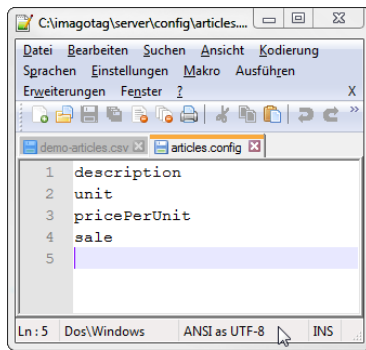 C:\imagotag\server\config\articles....
Datei Bearbeiten Suchen Ansicht Kodierung
Sprachen Einstellungen Makro Ausführen
Erweiterungen Fenster ? X
»
demo-articles.csv articles.config
1 description
2 unit
3 pricePerUnit
4 sale
5
Ln : 5 Dos\Windows ANSI as UTF-8 INS